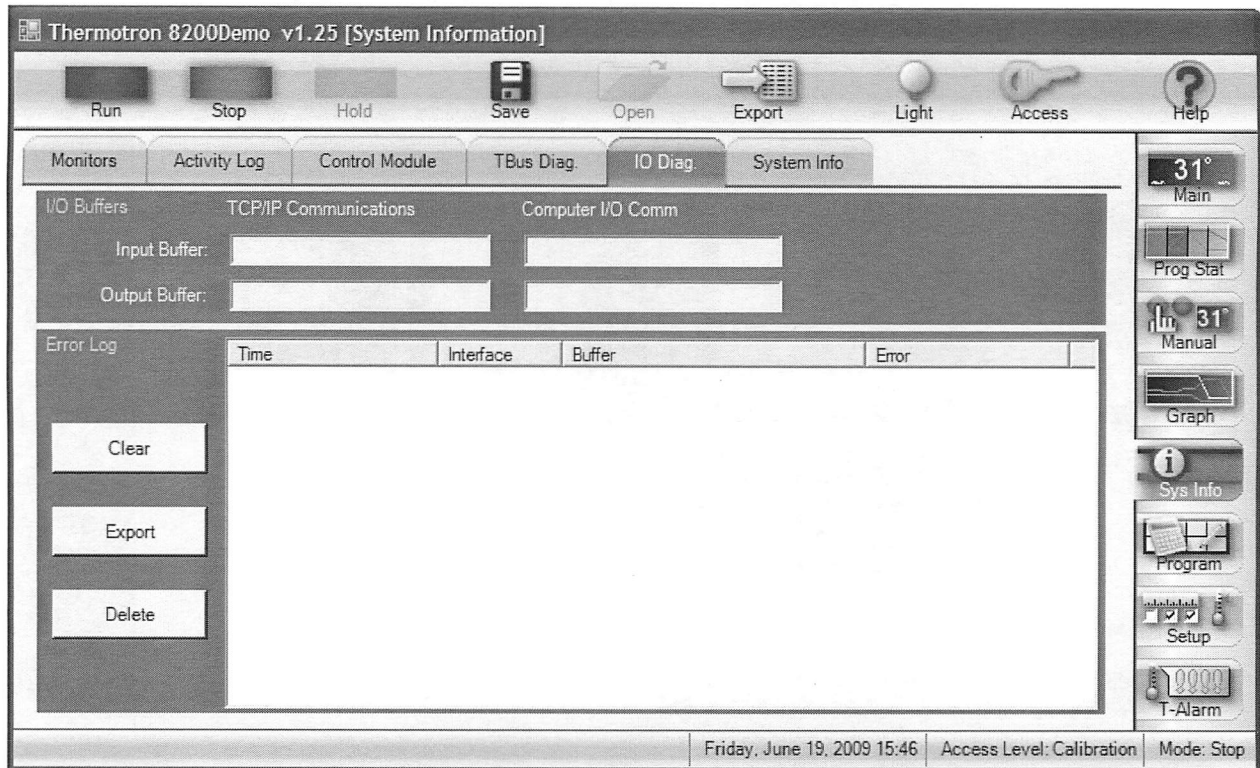 Thermotron 8200Demo v1.25 [System Information]
Run Stop Hold Save Open Export Light Access Help
Monitors Activity Log Control Module TBus Diag. IO Diag. System Info
I/O Buffers TCP/IP Communications Computer I/O Comm
Input Buffer:
Output Buffer:
Error Log
Time Interface Buffer Error
Clear
Export
Delete
31°
Main
Prog Stat
31°
Manual
Graph
i
Sys Info
Program
Setup
T-Alarm
Friday, June 19, 2009 15:46 Access Level: Calibration Mode: Stop